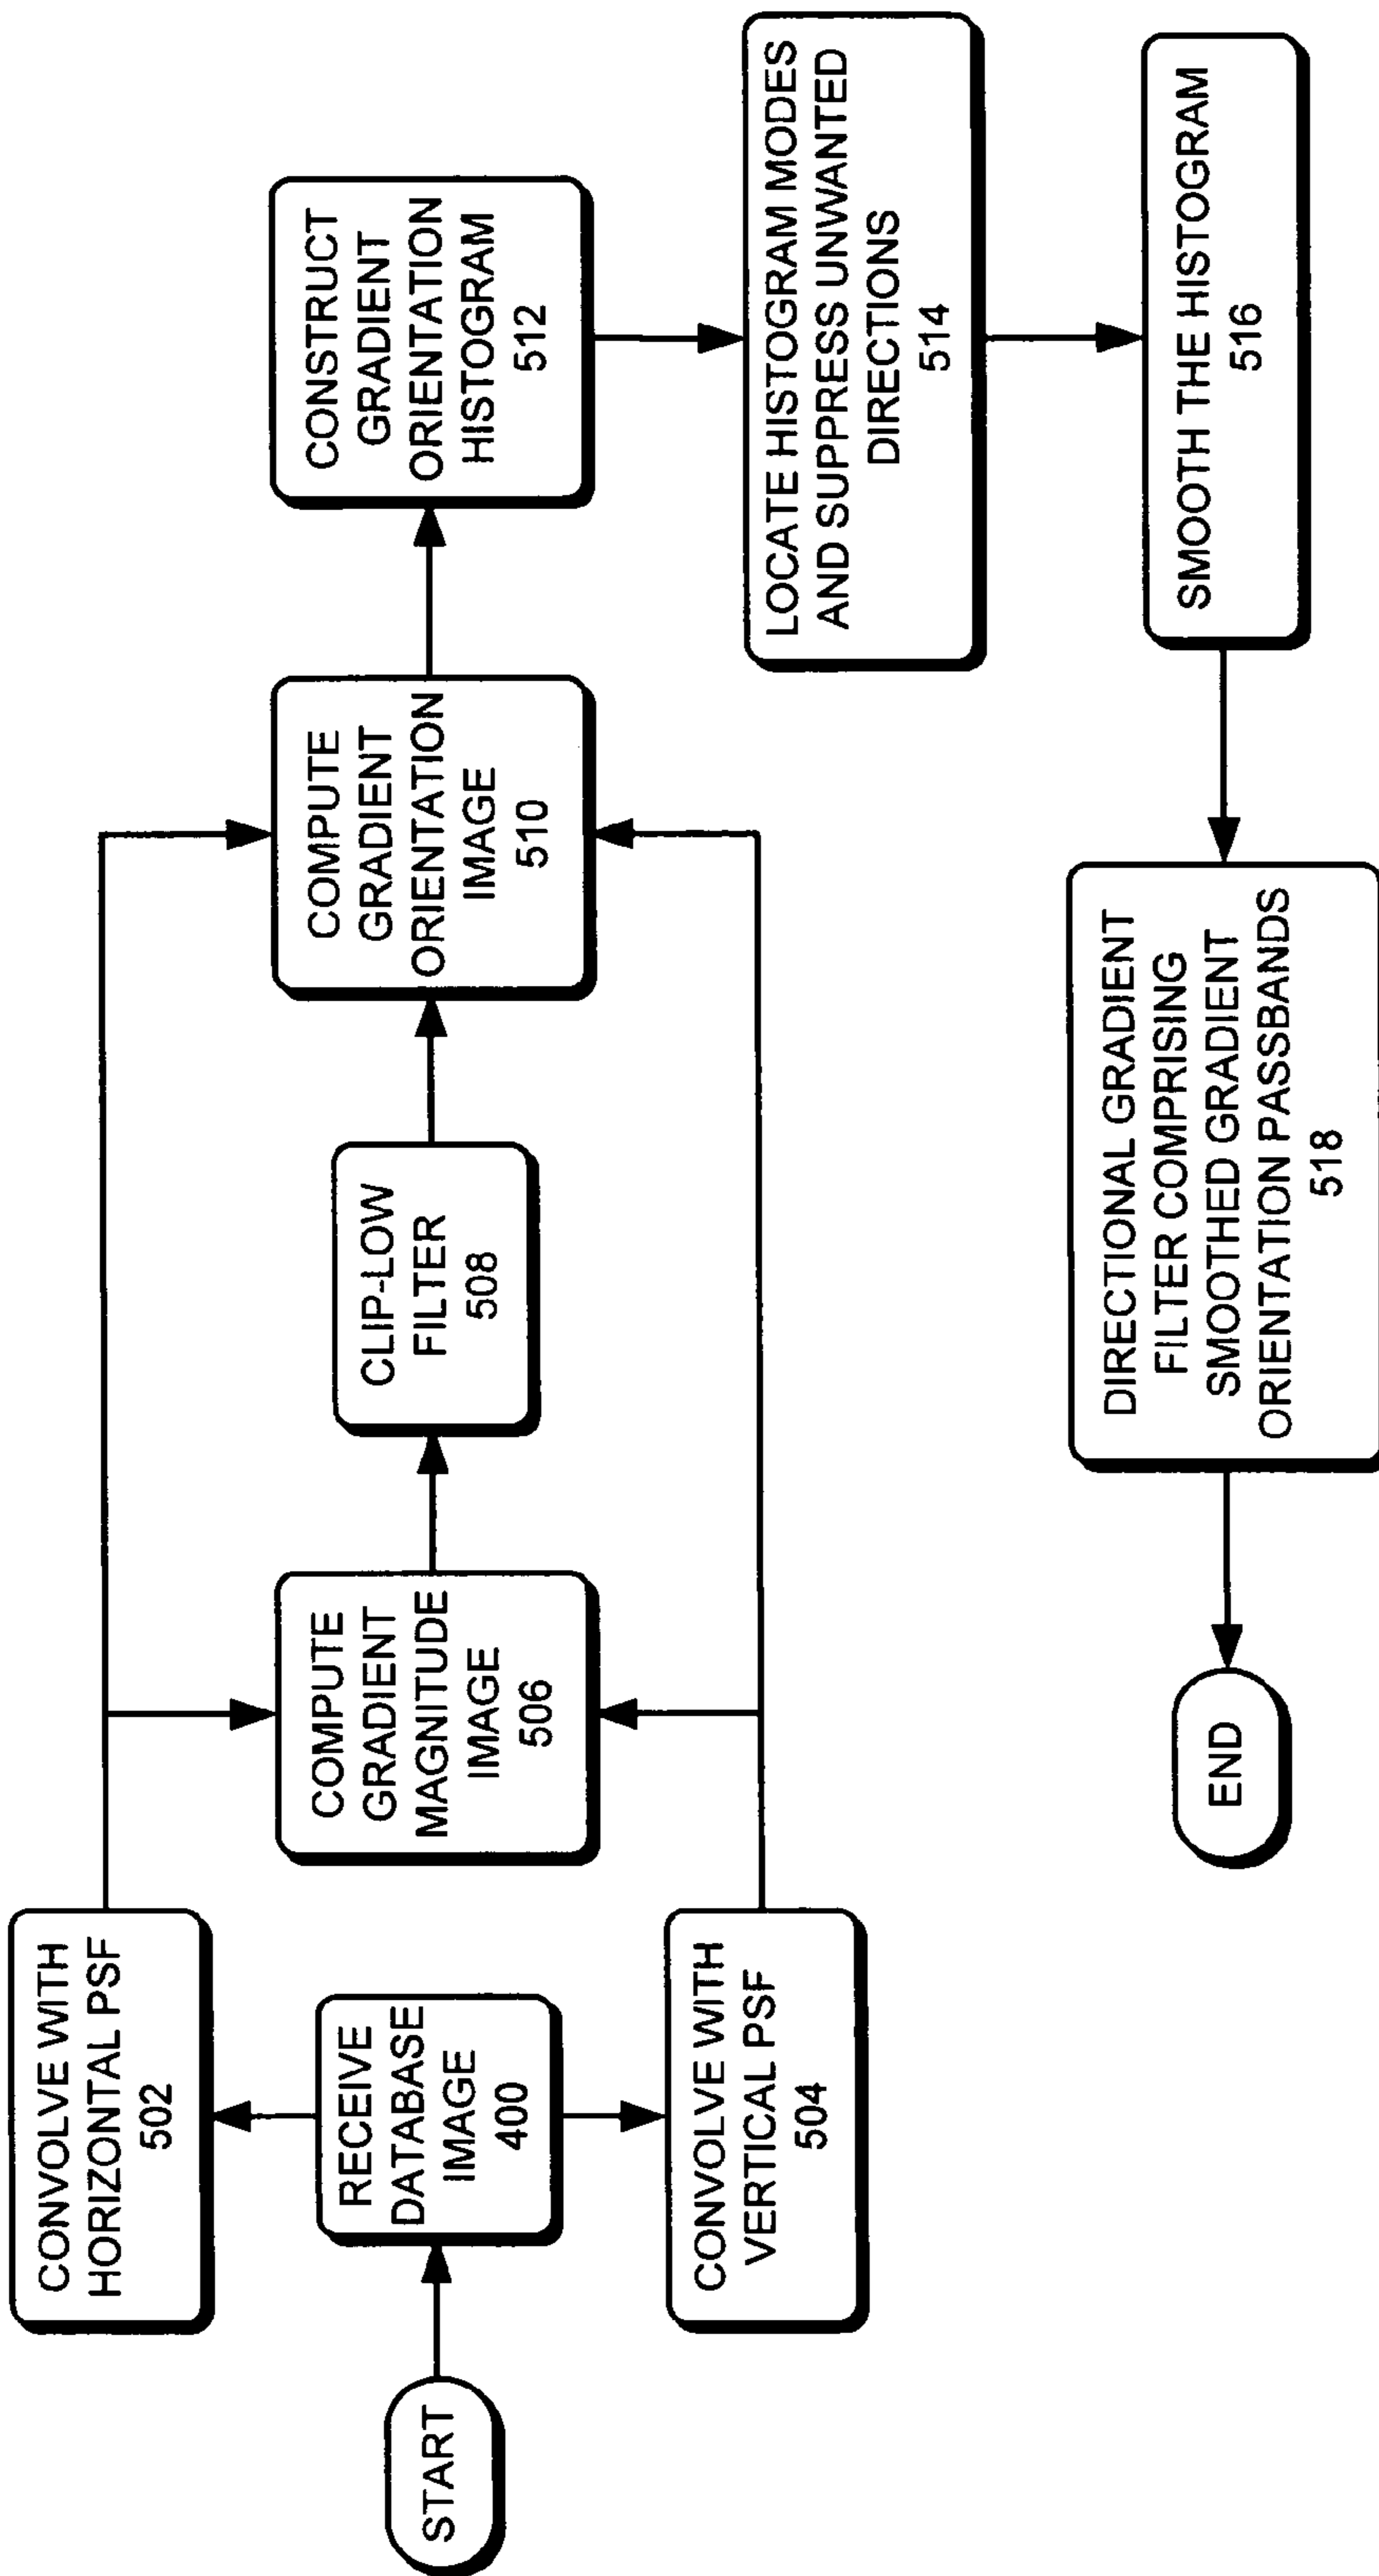 START
RECEIVE
DATABASE
IMAGE
400
CONVOLVE WITH
HORIZONTAL PSF
502
CONVOLVE WITH
VERTICAL PSF
504
COMPUTE
GRADIENT
MAGNITUDE
IMAGE
506
CLIP-LOW
FILTER
508
COMPUTE
GRADIENT
ORIENTATION
IMAGE
510
CONSTRUCT
GRADIENT
ORIENTATION
HISTOGRAM
512
LOCATE HISTOGRAM MODES
AND SUPPRESS UNWANTED
DIRECTIONS
514
SMOOTH THE HISTOGRAM
516
DIRECTIONAL GRADIENT
FILTER COMPRISING
SMOOTHED GRADIENT
ORIENTATION PASSBANDS
518
END